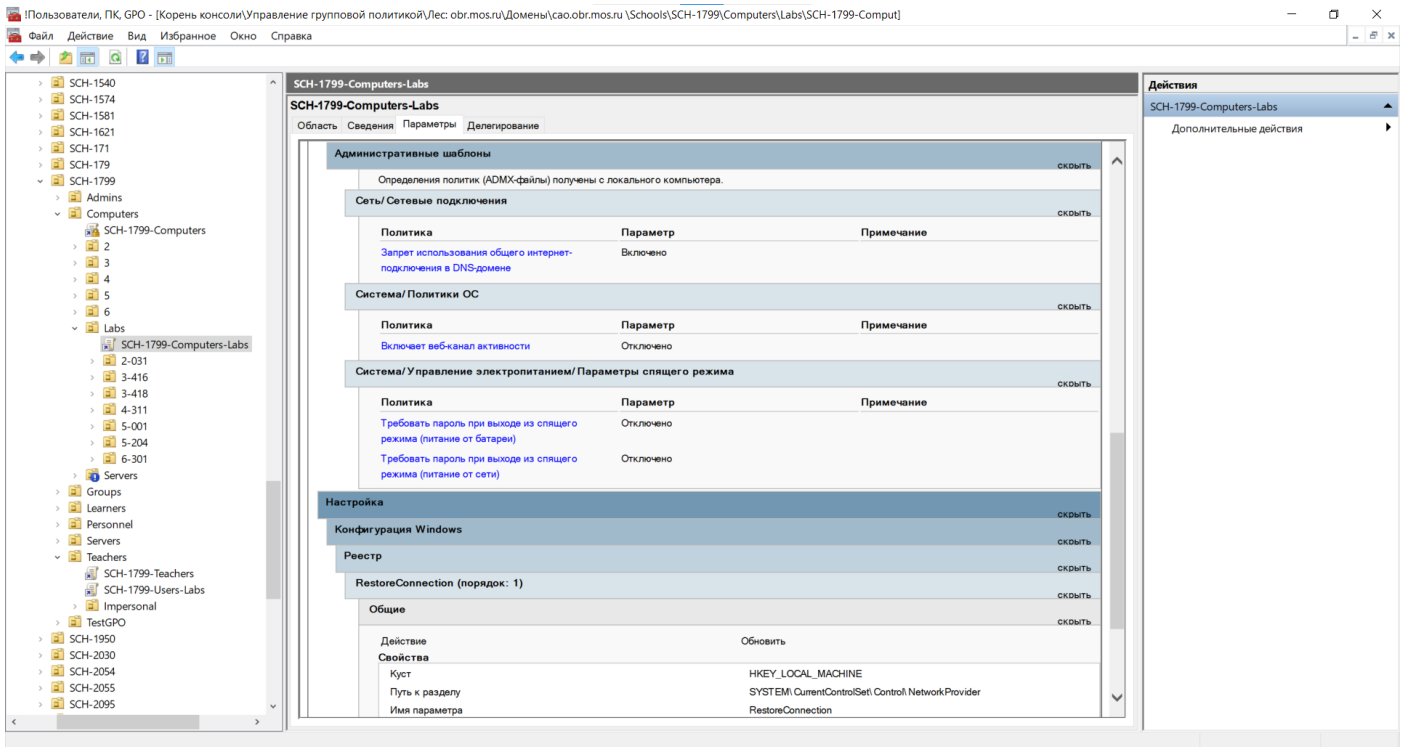 !Пользователи, ПК, GPO - [Корень консоли\Управление групповой политикой\Лес: obr.mos.ru\Домены\cao.obr.mos.ru \Schools\SCH-1799\Computers\Labs\SCH-1799-Comput]
Файл Действие Вид Избранное Окно Справка
SCH-1540
SCH-1574
SCH-1581
SCH-1621
SCH-171
SCH-179
SCH-1799
Admins
Computers
SCH-1799-Computers
2
3
4
5
6
Labs
SCH-1799-Computers-Labs
2-031
3-416
3-418
4-311
5-001
5-204
6-301
Servers
Groups
Learners
Personnel
Servers
Teachers
SCH-1799-Teachers
SCH-1799-Users-Labs
Impersonal
TestGPO
SCH-1950
SCH-2030
SCH-2054
SCH-2055
SCH-2095
SCH-1799-Computers-Labs
SCH-1799-Computers-Labs
Область Сведения Параметры Делегирование
Административные шаблоны
скрыть
Определения политик (ADMX-файлы) получены с локального компьютера.
Сеть/Сетевые подключения
скрыть
Политика Параметр Примечание
Запрет использования общего интернет- Включено
подключения в DNS-домене
Система/Политики ОС
скрыть
Политика Параметр Примечание
Включает веб-канал активности Отключено
Система/Управление электропитанием/Параметры спящего режима
скрыть
Политика Параметр Примечание
Требовать пароль при выходе из спящего Отключено
режима (питание от батареи)
Требовать пароль при выходе из спящего Отключено
режима (питание от сети)
Настройка
скрыть
Конфигурация Windows
скрыть
Реестр
скрыть
RestoreConnection (порядок: 1)
скрыть
Общие
скрыть
Действие Обновить
Свойства
Куст HKEY_LOCAL_MACHINE
Путь к разделу SYSTEM\CurrentControlSet\Control\NetworkProvider
Имя параметра RestoreConnection
Действия
SCH-1799-Computers-Labs
Дополнительные действия